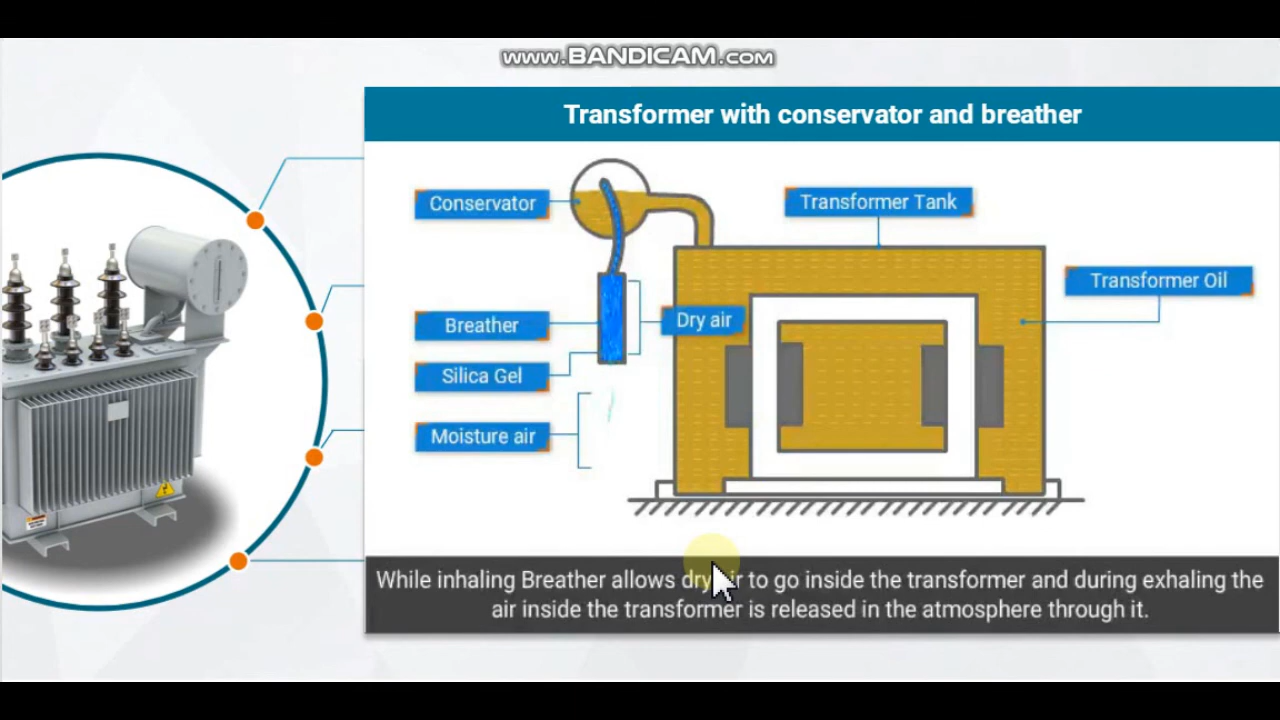 www.BANDICAM.com
Transformer with conservator and breather
Conservator
Transformer Tank
Transformer Oil
Breather
Dry air
Silica Gel
Moisture air
While inhaling Breather allows dry air to go inside the transformer and during exhaling the
air inside the transformer is released in the atmosphere through it.